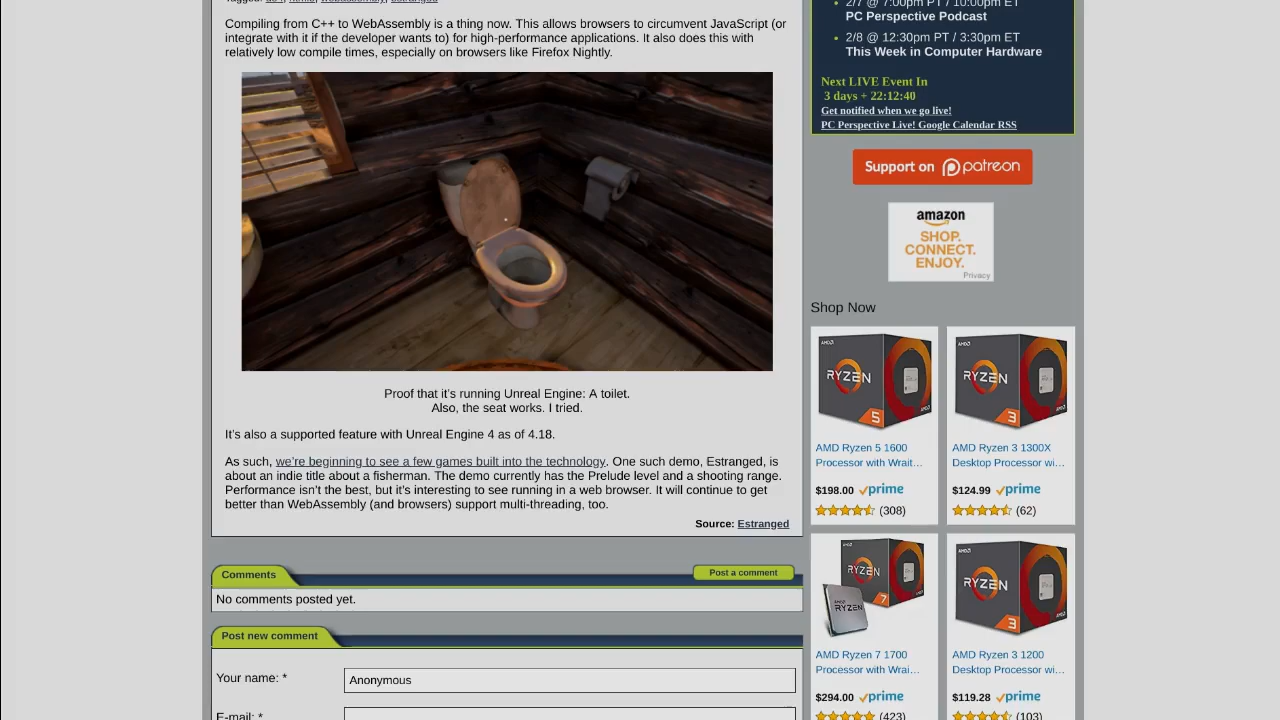 Compiling from C++ to WebAssembly is a thing now. This allows browsers to circumvent JavaScript (or
integrate with it if the developer wants to) for high-performance applications. It also does this with
relatively low compile times, especially on browsers like Firefox Nightly.
Proof that it's running Unreal Engine: A toilet.
Also, the seat works. I tried.
It's also a supported feature with Unreal Engine 4 as of 4.18.
As such, we're beginning to see a few games built into the technology. One such demo, Estranged, is
about an indie title about a fisherman. The demo currently has the Prelude level and a shooting range.
Performance isn't the best, but it's interesting to see running in a web browser. It will continue to get
better than WebAssembly (and browsers) support multi-threading, too.
Source: Estranged
Comments
Post a comment
No comments posted yet.
Post new comment
Your name: *
Anonymous
E-mail: *
2/7 @ 7:00pm PT / 10:00pm ET
PC Perspective Podcast
2/8 @ 12:30pm PT / 3:30pm ET
This Week in Computer Hardware
Next LIVE Event In
3 days + 22:12:40
Get notified when we go live!
PC Perspective Live! Google Calendar RSS
Support on patreon
amazon
SHOP.
CONNECT.
ENJOY.
Privacy
Shop Now
AMD
RYZEN
5
AMD Ryzen 5 1600
Processor with Wrait…
$198.00 prime
(308)
AMD
RYZEN
3
AMD Ryzen 3 1300X
Desktop Processor wi…
$124.99 prime
(62)
AMD
RYZEN
7
RYZEN
AMD Ryzen 7 1700
Processor with Wrai…
$294.00 prime
(423)
AMD
RYZEN
3
AMD Ryzen 3 1200
Desktop Processor wi…
$119.28 prime
(103)